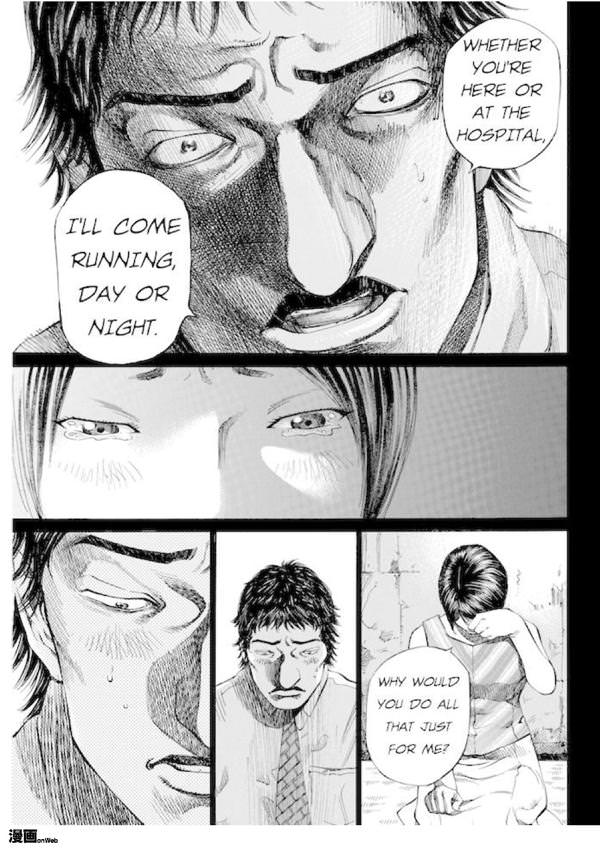 WHETHER
YOU'RE
HERE OR
AT THE
HOSPITAL,
I'LL COME
RUNNING,
DAY OR
NIGHT.
WHY WOULD
YOU DO ALL
THAT JUST
FOR ME?
漫画onWeb